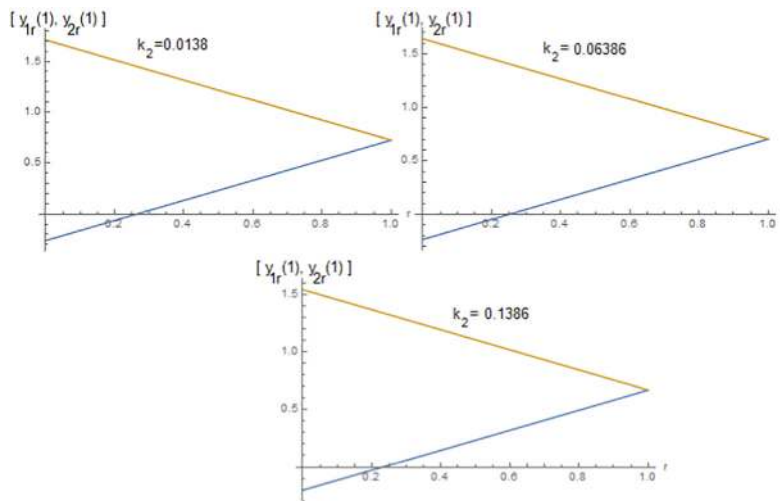 [ y1r(1), y2r(1) ]
k2=0.0138
1.5
1.0
0.5
0.2 0.4 0.6 0.8 1.0 r
[ y1r(1), y2r(1) ]
k2= 0.06386
1.5
1.0
0.5
0.2 0.4 0.6 0.8 1.0
[ y1r(1), y2r(1) ]
k2= 0.1386
1.5
1.0
0.5
0.2 0.4 0.6 0.8 1.0 r